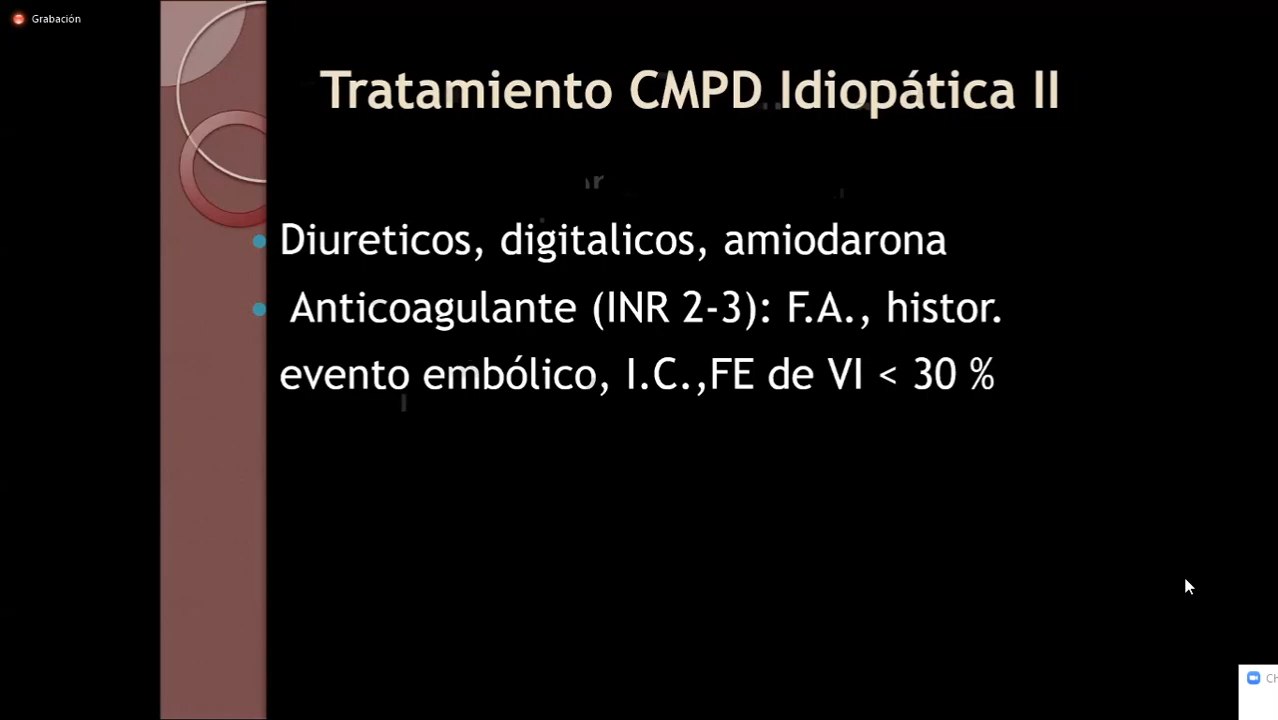 Grabación
Tratamiento CMPD Idiopática II
Diureticos, digitalicos, amiodarona
Anticoagulante (INR 2-3): F.A., histor.
evento embólico, I.C.,FE de VI < 30 %